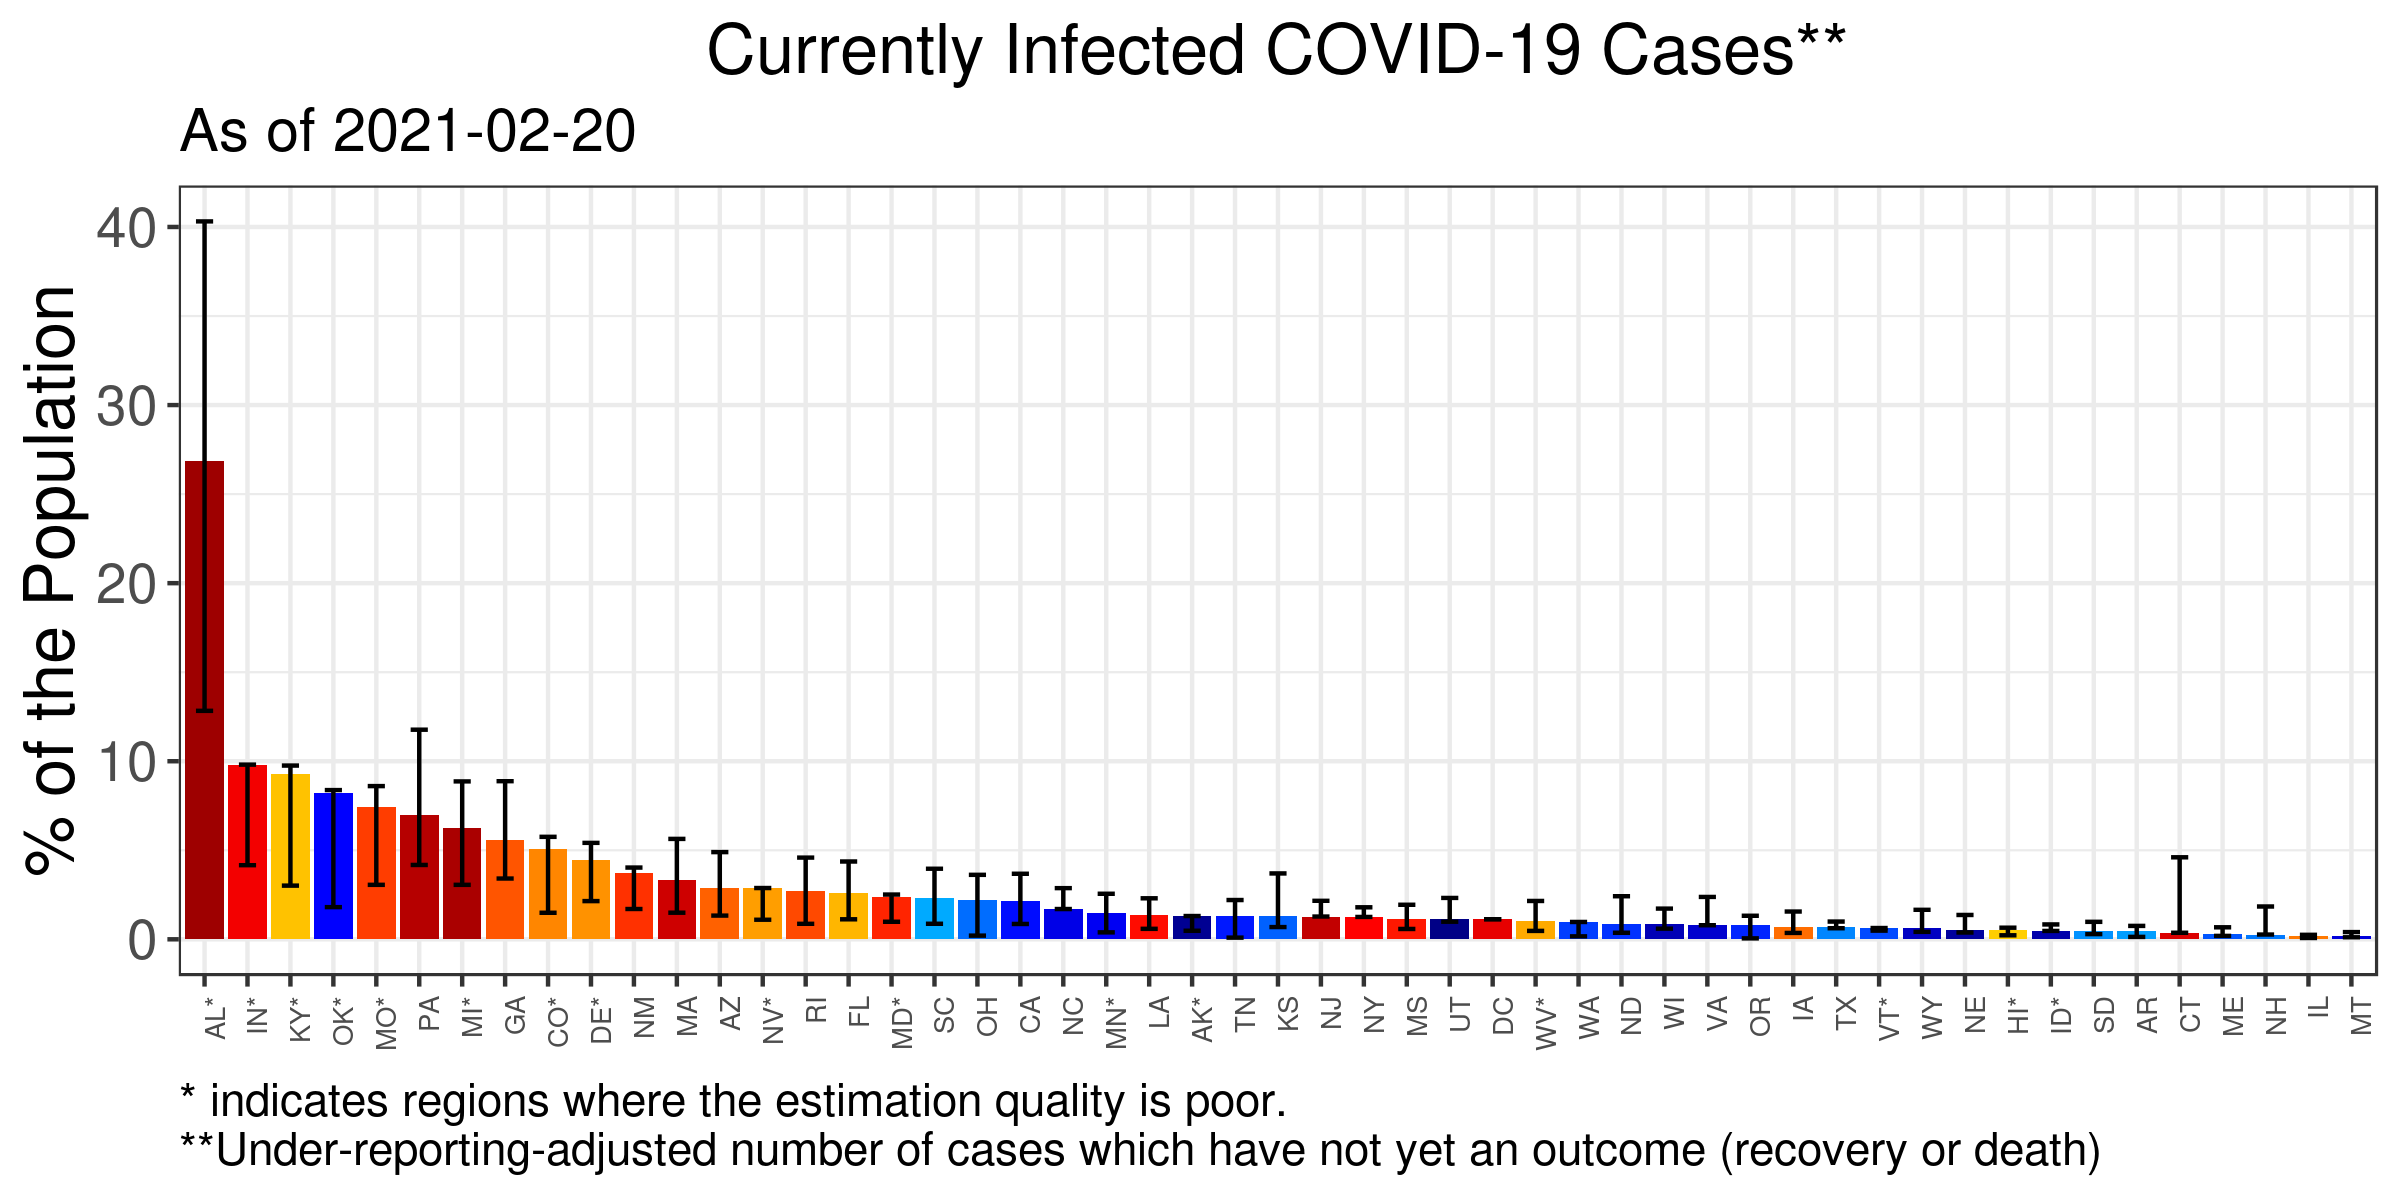 Currently Infected COVID-19 Cases**
As of 2021-02-20
% of the Population
40
30
20
10
0
AL*
IN*
KY*
OK*
MO*
PA
MI*
GA
CO*
DE*
NM
MA
AZ
NV*
RI
FL
MD*
SC
OH
CA
NC
MN*
LA
AK*
TN
KS
NJ
NY
MS
UT
DC
WV*
WA
ND
WI
VA
OR
IA
TX
VT*
WY
NE
HI*
ID*
SD
AR
CT
ME
NH
IL
MT
* indicates regions where the estimation quality is poor.
**Under-reporting-adjusted number of cases which have not yet an outcome (recovery or death)